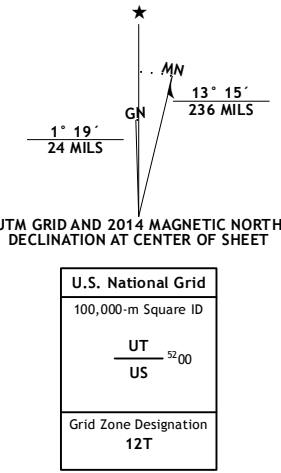 ★
MN
GN
13° 15´
236 MILS
1° 19´
24 MILS
UTM GRID AND 2014 MAGNETIC NORTH
DECLINATION AT CENTER OF SHEET
U.S. National Grid
100,000-m Square ID
UT
5200
US
Grid Zone Designation
12T